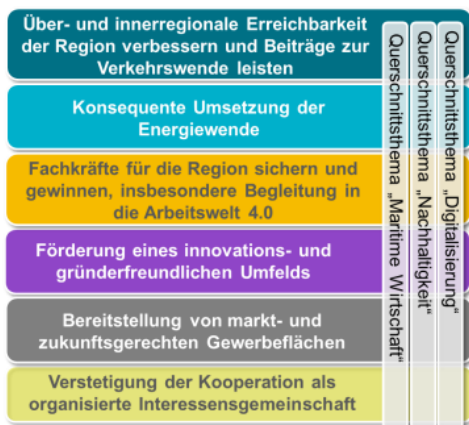 Über- und innerregionale Erreichbarkeit
der Region verbessern und Beiträge zur
Verkehrswende leisten
Konsequente Umsetzung der
Energiewende
Fachkräfte für die Region sichern und
gewinnen, insbesondere Begleitung in
die Arbeitswelt 4.0
Förderung eines innovations- und
gründerfreundlichen Umfelds
Bereitstellung von markt- und
zukunftsgerechten Gewerbeflächen
Verstetigung der Kooperation als
organisierte Interessensgemeinschaft
Querschnittsthema „Maritime Wirtschaft“
Querschnittsthema „Nachhaltigkeit“
Querschnittsthema „Digitalisierung“